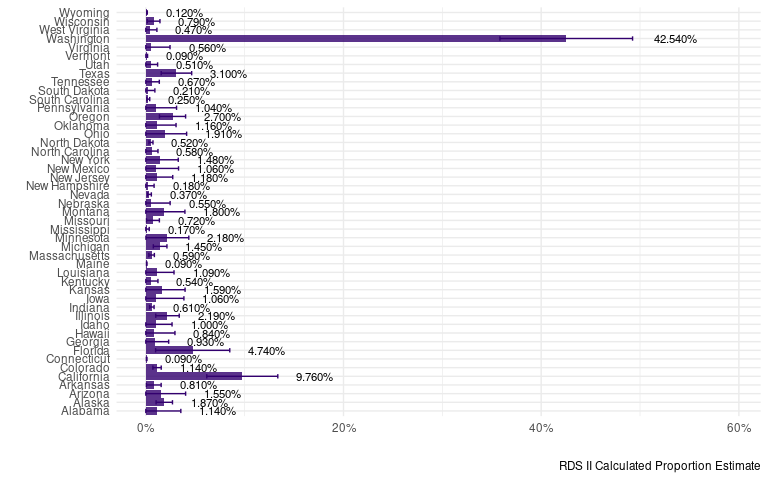 Wyoming 0.120%
Wisconsin 0.790%
West Virginia 0.470%
Washington 42.540%
Virginia 0.560%
Vermont 0.090%
Utah 0.510%
Texas 3.100%
Tennessee 0.670%
South Dakota 0.210%
South Carolina 0.250%
Pennsylvania 1.040%
Oregon 2.700%
Oklahoma 1.160%
Ohio 1.910%
North Dakota 0.520%
North Carolina 0.580%
New York 1.480%
New Mexico 1.060%
New Jersey 1.180%
New Hampshire 0.180%
Nevada 0.370%
Nebraska 0.550%
Montana 1.800%
Missouri 0.720%
Mississippi 0.170%
Minnesota 2.180%
Michigan 1.450%
Massachusetts 0.590%
Maine 0.090%
Louisiana 1.090%
Kentucky 0.540%
Kansas 1.590%
Iowa 1.060%
Indiana 0.610%
Illinois 2.190%
Idaho 1.000%
Hawaii 0.840%
Georgia 0.930%
Florida 4.740%
Connecticut 0.090%
Colorado 1.140%
California 9.760%
Arkansas 0.810%
Arizona 1.550%
Alaska 1.870%
Alabama 1.140%
0% 20% 40% 60%
RDS II Calculated Proportion Estimate